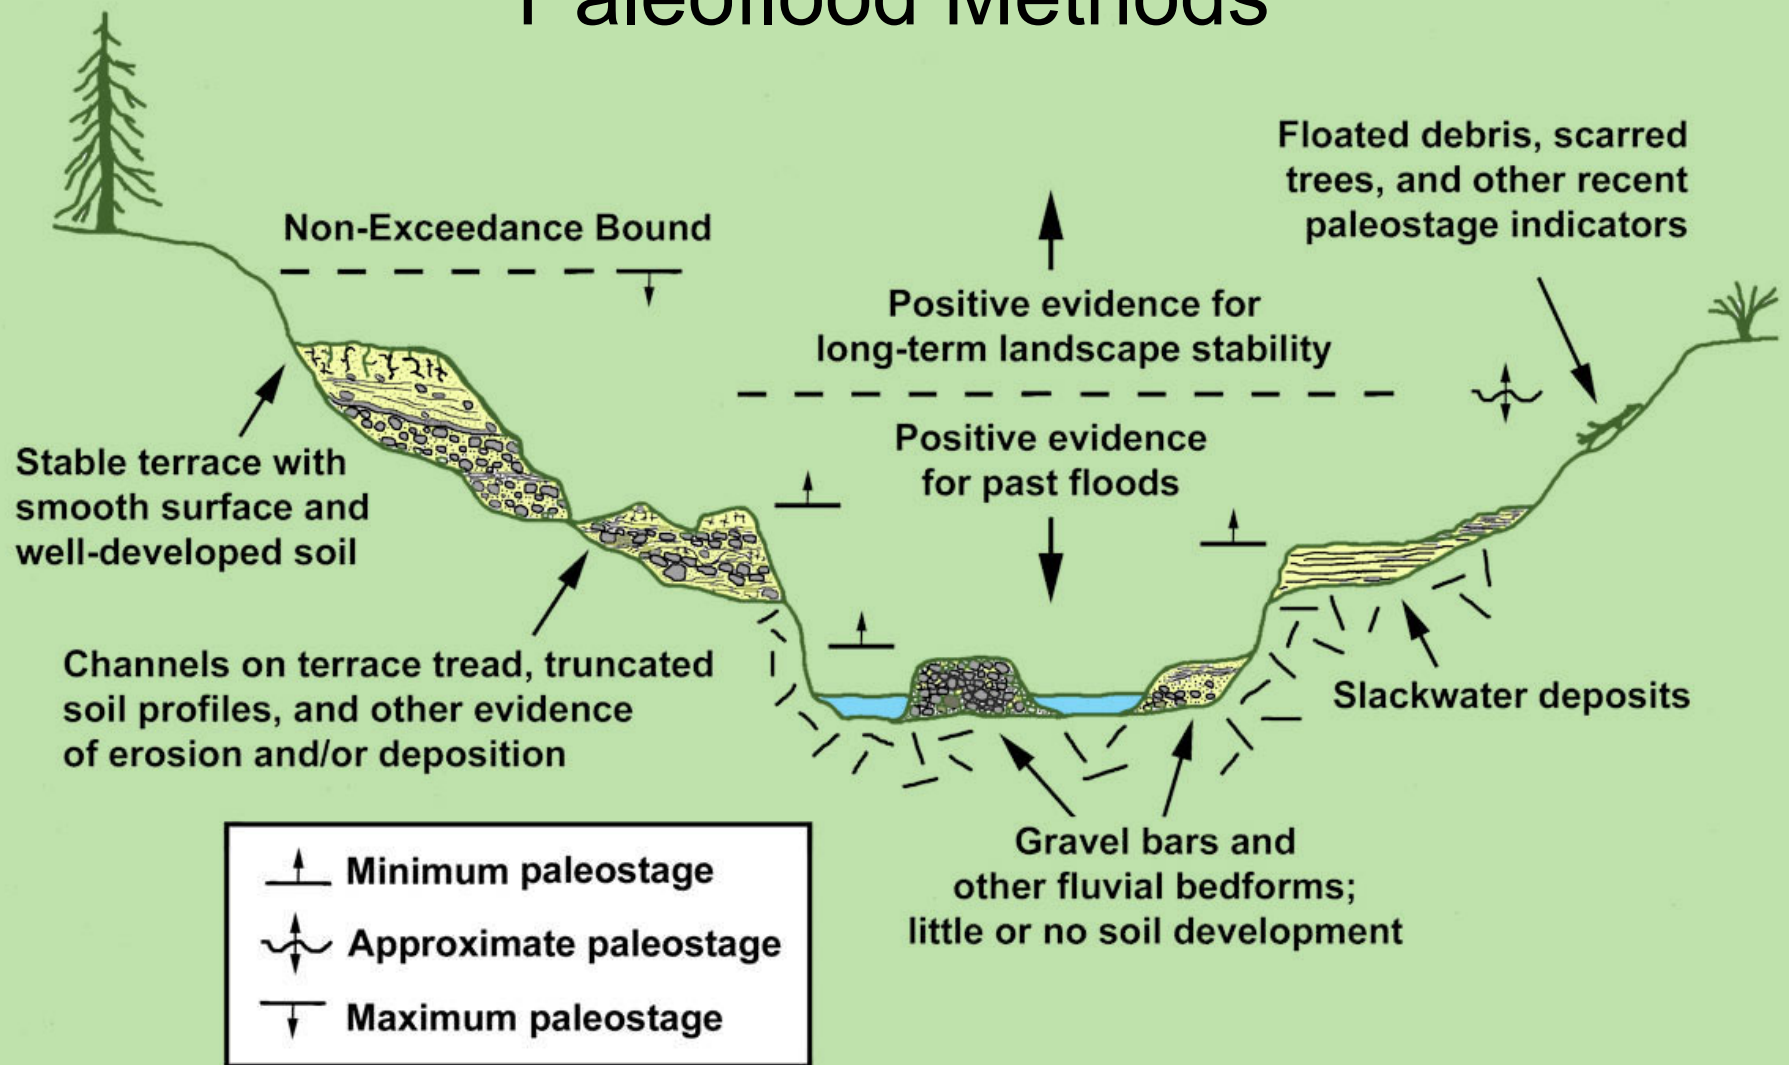 Paleoflood Methods
Floated debris, scarred
trees, and other recent
paleostage indicators
Non-Exceedance Bound
Positive evidence for
long-term landscape stability
Positive evidence
for past floods
Stable terrace with
smooth surface and
well-developed soil
Channels on terrace tread, truncated
soil profiles, and other evidence
of erosion and/or deposition
Slackwater deposits
Gravel bars and
other fluvial bedforms;
little or no soil development
Minimum paleostage
Approximate paleostage
Maximum paleostage